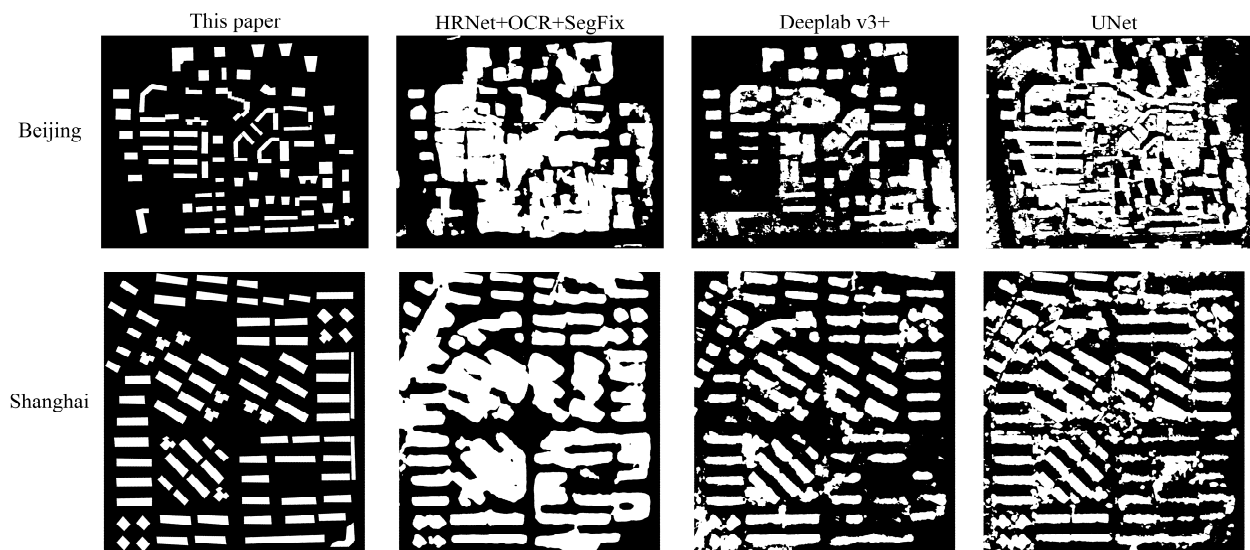 This paper
HRNet+OCR+SegFix
Deeplab v3+
UNet
Beijing
Shanghai